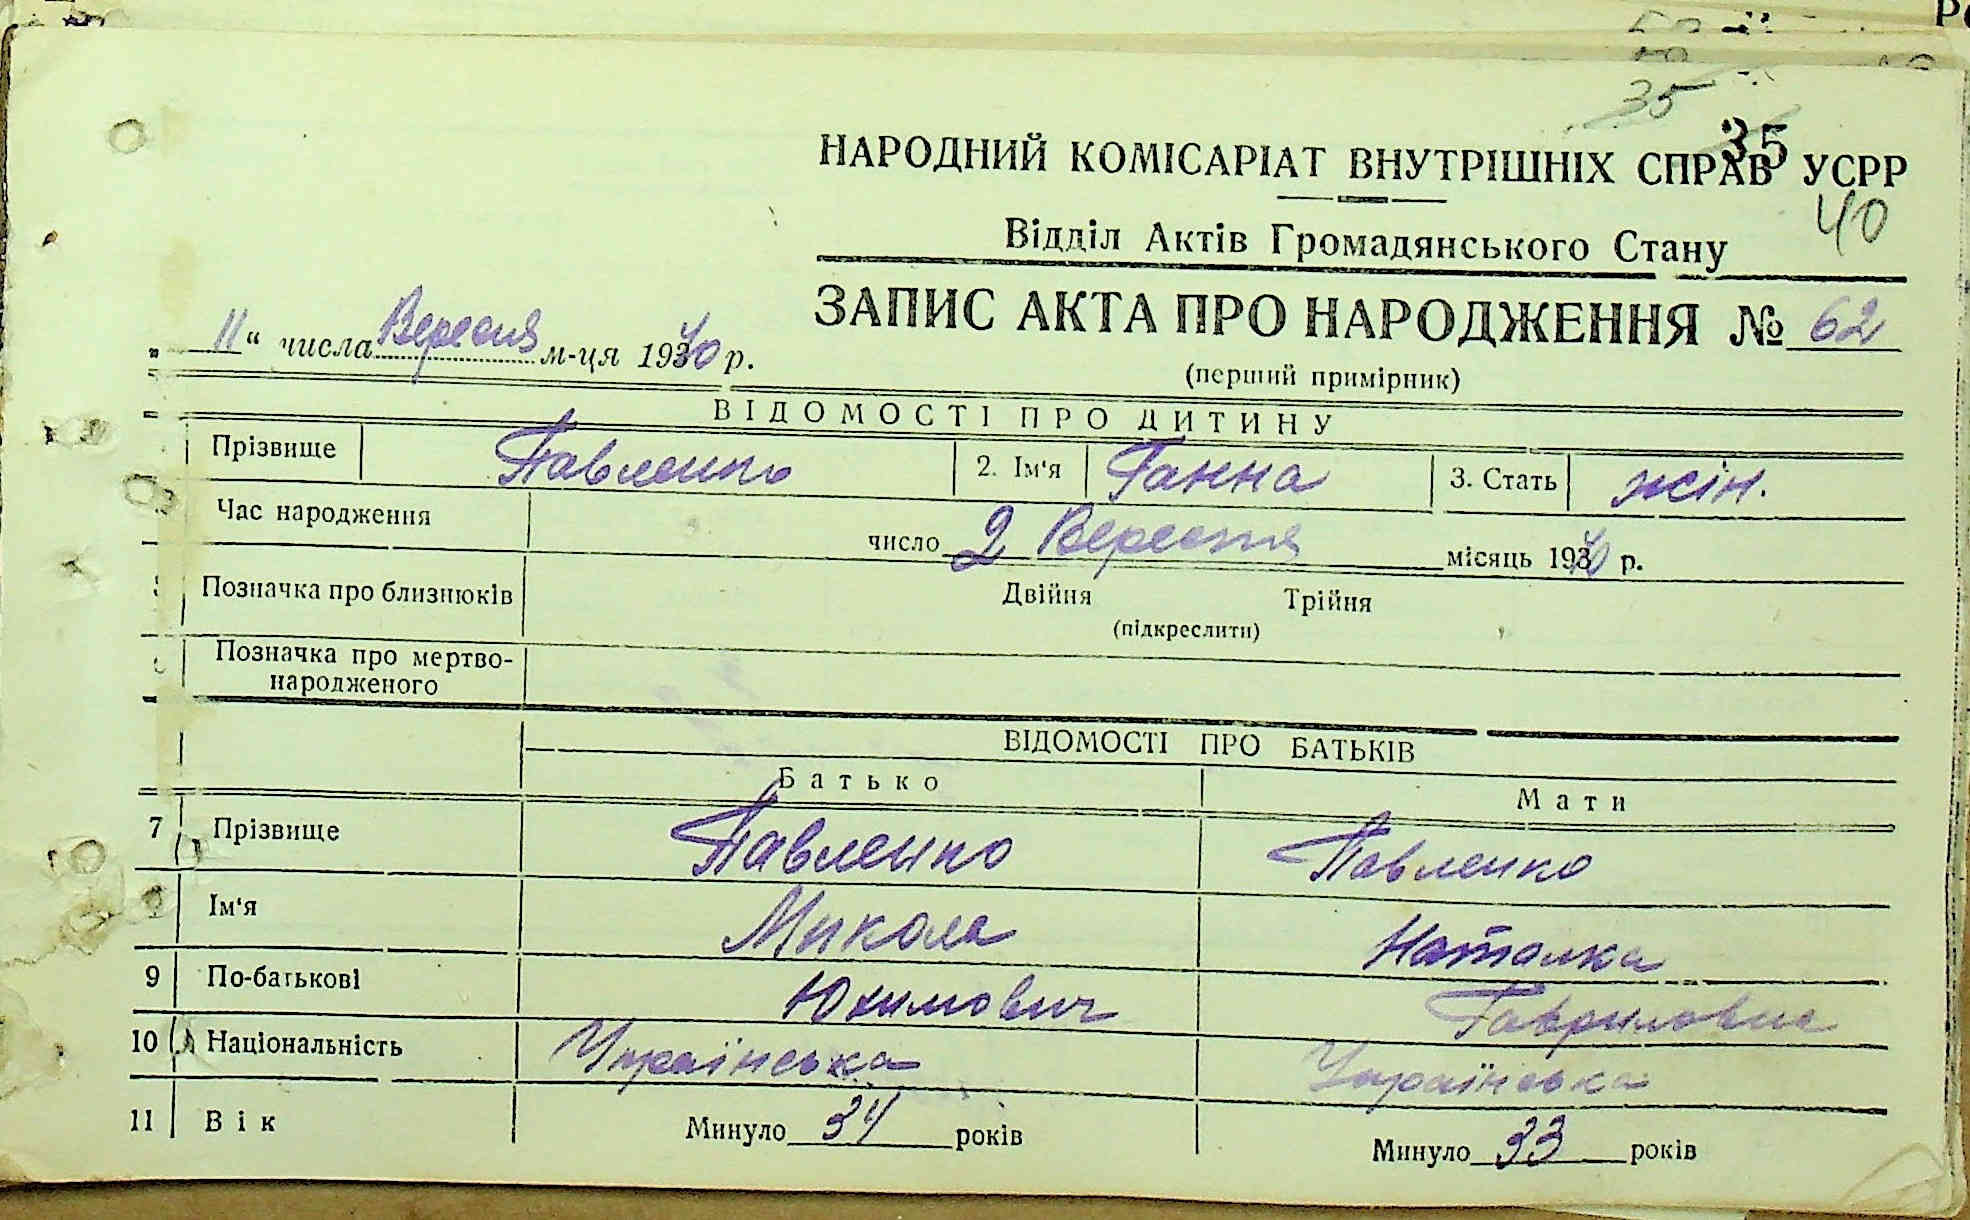 35
35
НАРОДНИЙ КОМІСАРІАТ ВНУТРІШНІХ СПРАВ УСРР
40
Відділ Актів Громадянського Стану
ЗАПИС АКТА ПРО НАРОДЖЕННЯ № 62
„ 11 “ числа Вересня м-ця 1940 р.
(перший примірник)
ВІДОМОСТІ ПРО ДИТИНУ
Прізвище Павленко 2. Ім'я Ганна 3. Стать жін.
Час народження число 2 Вересня місяць 1940 р.
Позначка про близнюків Двійня Трійня
(підкреслити)
Позначка про мертво-
народженого
ВІДОМОСТІ ПРО БАТЬКІВ
Батько Мати
7 Прізвище Павленко Павленко
Ім'я Микола Наталка
9 По-батькові Юхимович Гавриловна
10 Національність Українська Українська
11 Вік Минуло 34 років Минуло 33 років